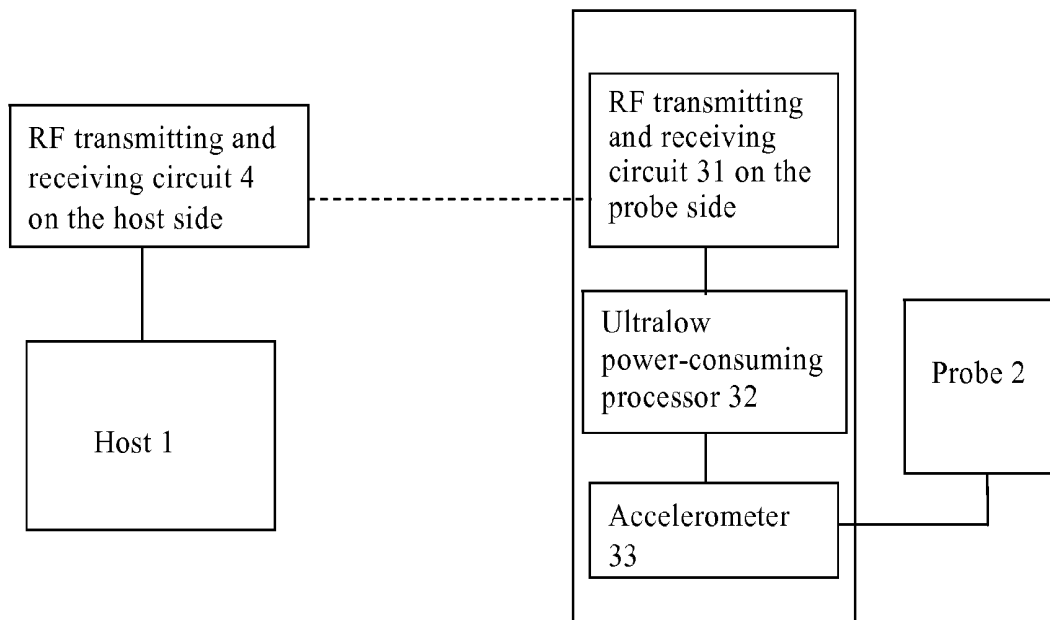 RF transmitting and
receiving circuit 4
on the host side
Host 1
RF transmitting
and receiving
circuit 31 on the
probe side
Ultralow
power-consuming
processor 32
Accelerometer
33
Probe 2